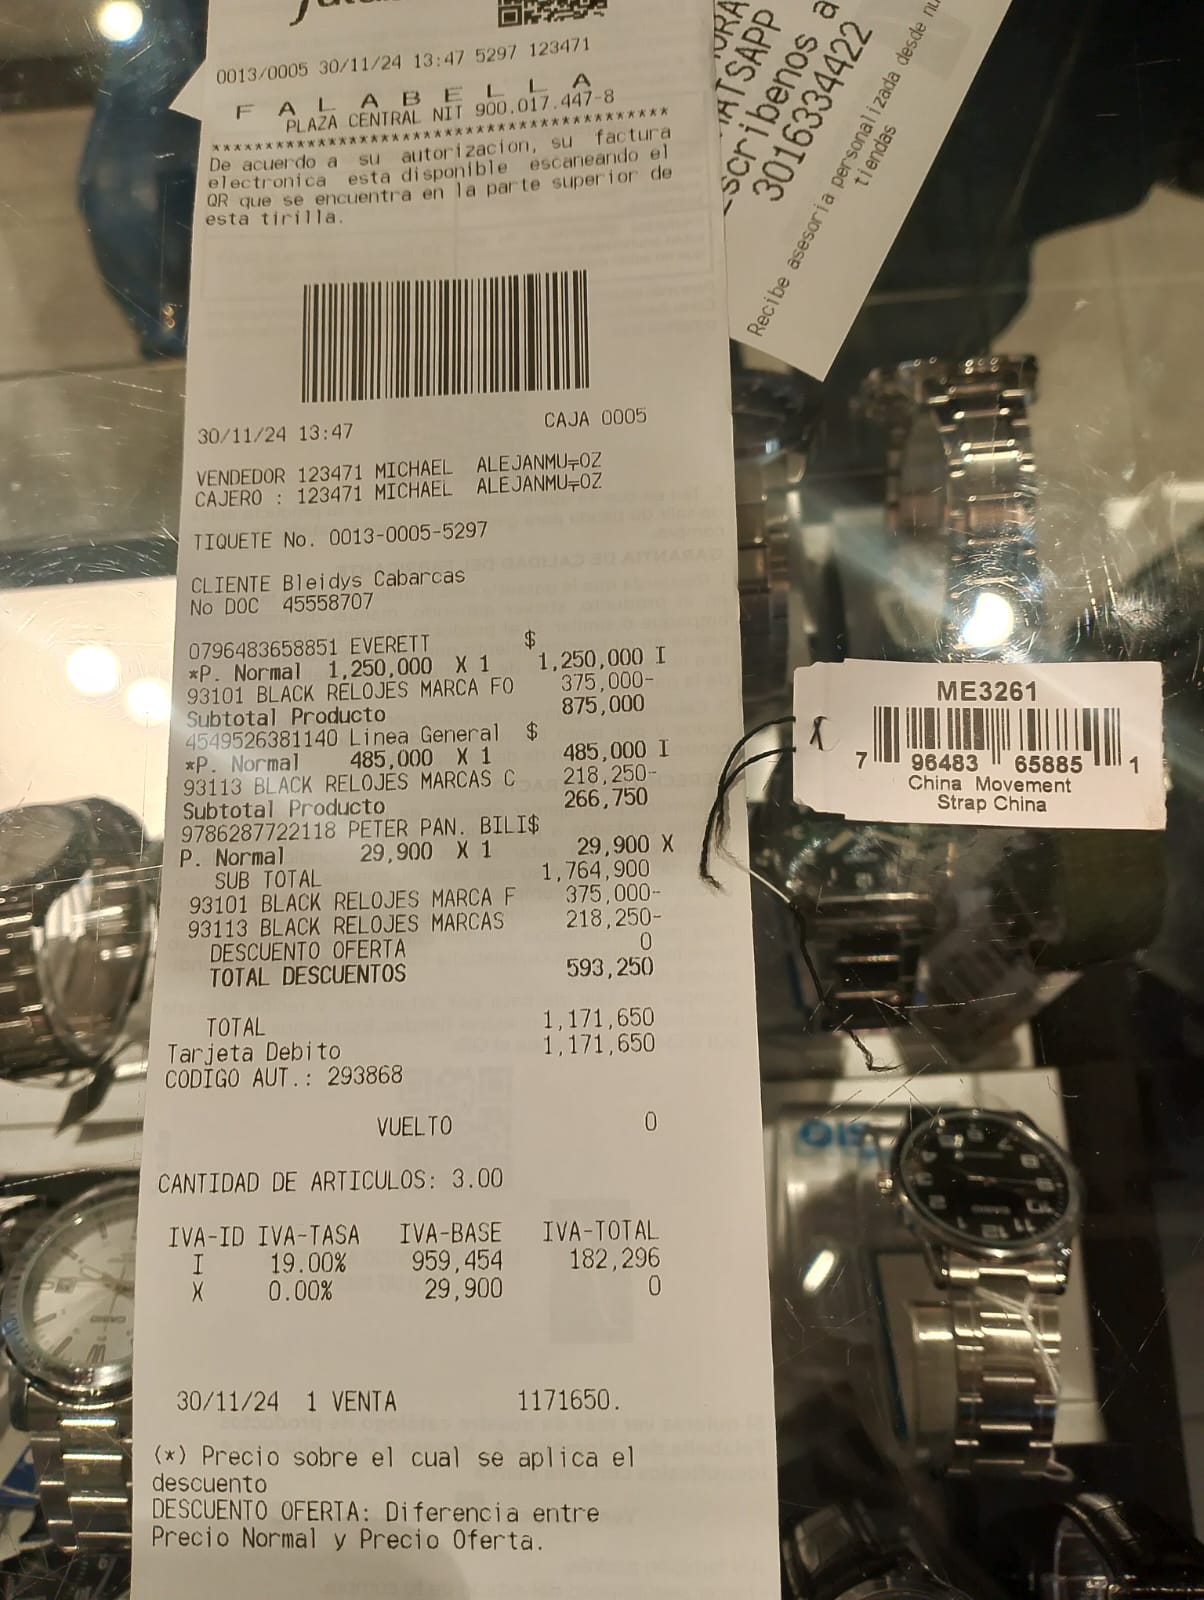 0013/0005 30/11/24 13:47 5297 123471
F A L A B E L L A
PLAZA CENTRAL NIT 900.017.447-8
****************************************
De acuerdo a su autorizacion, su factura
electronica esta disponible escaneando el
QR que se encuentra en la parte superior de
esta tirilla.
30/11/24 13:47 CAJA 0005
VENDEDOR 123471 MICHAEL ALEJANMU╤OZ
CAJERO : 123471 MICHAEL ALEJANMU╤OZ
TIQUETE No. 0013-0005-5297
CLIENTE Bleidys Cabarcas
No DOC 45558707
0796483658851 EVERETT $
*P. Normal 1,250,000 X 1 1,250,000 I
93101 BLACK RELOJES MARCA FO 375,000-
Subtotal Producto 875,000
4549526381140 Linea General $
*P. Normal 485,000 X 1 485,000 I
93113 BLACK RELOJES MARCAS C 218,250-
Subtotal Producto 266,750
9786287722118 PETER PAN. BILI$
P. Normal 29,900 X 1 29,900 X
SUB TOTAL 1,764,900
93101 BLACK RELOJES MARCA F 375,000-
93113 BLACK RELOJES MARCAS 218,250-
DESCUENTO OFERTA 0
TOTAL DESCUENTOS 593,250
TOTAL 1,171,650
Tarjeta Debito 1,171,650
CODIGO AUT.: 293868
VUELTO 0
CANTIDAD DE ARTICULOS: 3.00
IVA-ID IVA-TASA IVA-BASE IVA-TOTAL
I 19.00% 959,454 182,296
X 0.00% 29,900 0
30/11/24 1 VENTA 1171650.
(*) Precio sobre el cual se aplica el
descuento
DESCUENTO OFERTA: Diferencia entre
Precio Normal y Precio Oferta.
3016334422
Recibe asesoria personalizada desde
tiendas
ME3261
7 96483 65885 1
China Movement
Strap China